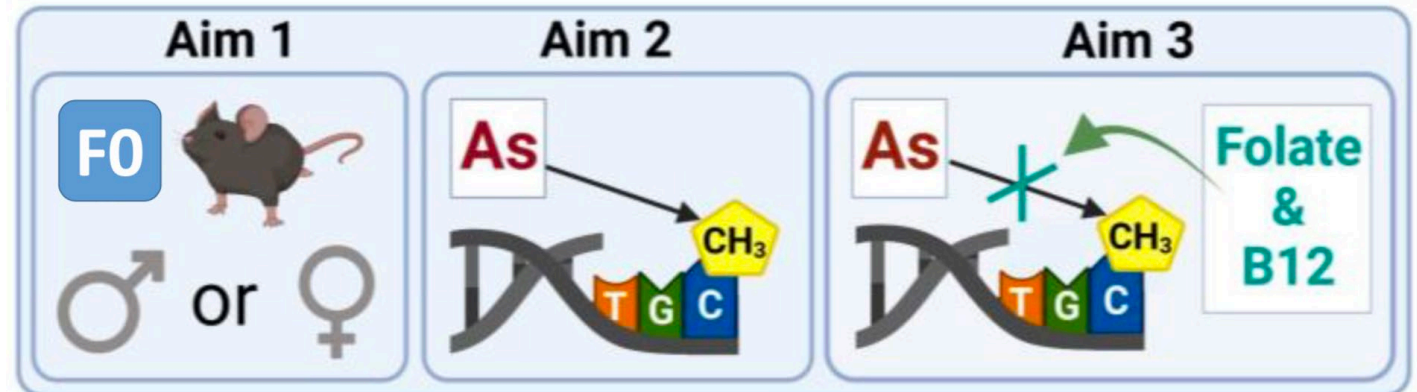 Aim 1
F0
or
Aim 2
As
CH₃
T G C
Aim 3
As
CH₃
T G C
Folate
&
B12